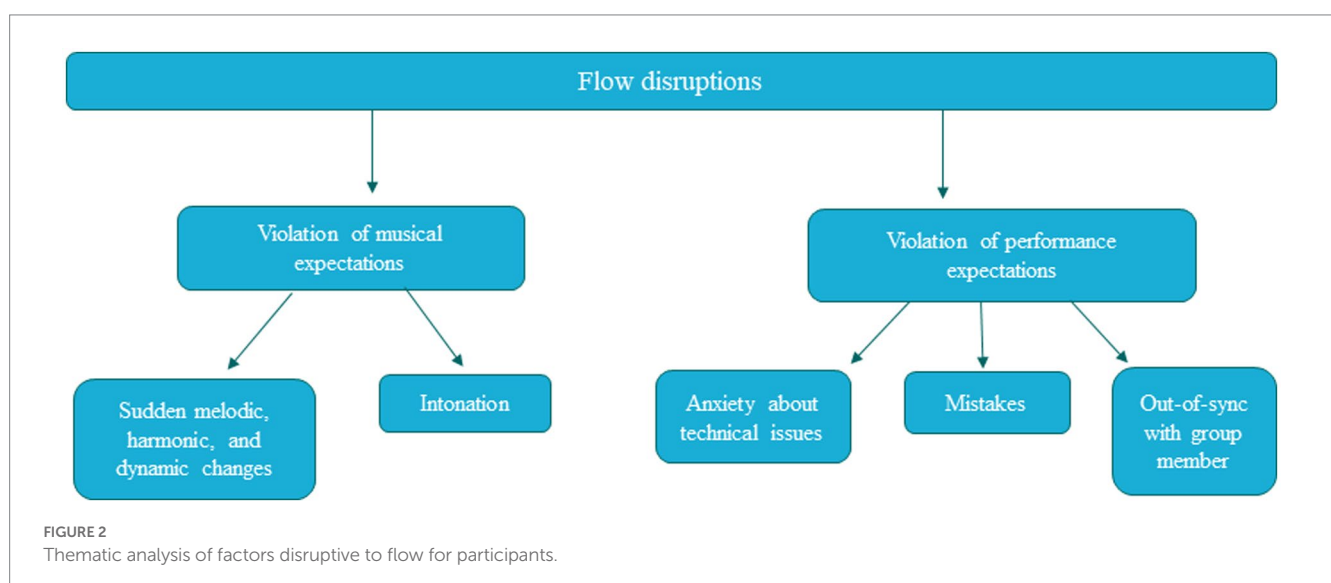 Flow disruptions
Violation of musical
expectations
Violation of performance
expectations
Sudden melodic,
harmonic, and
dynamic changes
Intonation
Anxiety about
technical issues
Mistakes
Out-of-sync
with group
member
FIGURE 2
Thematic analysis of factors disruptive to flow for participants.